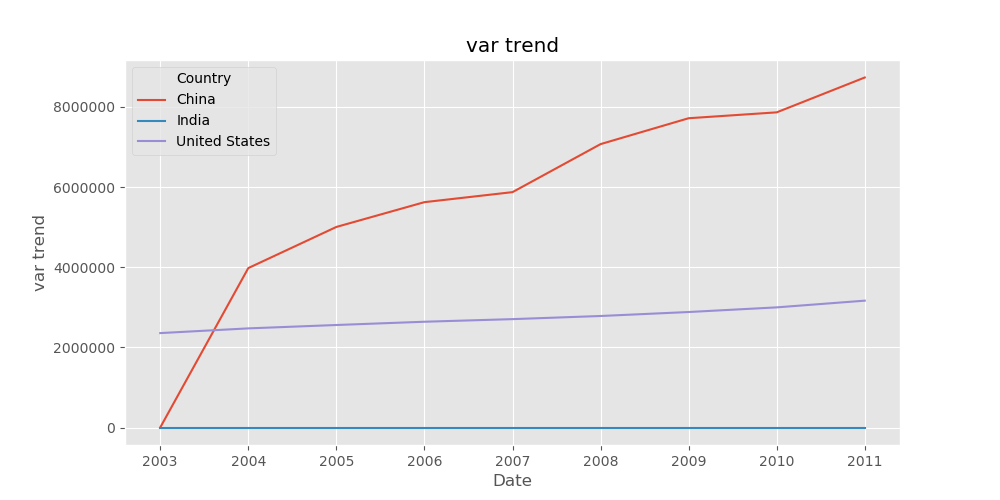 var trend
Country
China
India
United States
8000000
6000000
4000000
2000000
0
var trend
2003 2004 2005 2006 2007 2008 2009 2010 2011
Date